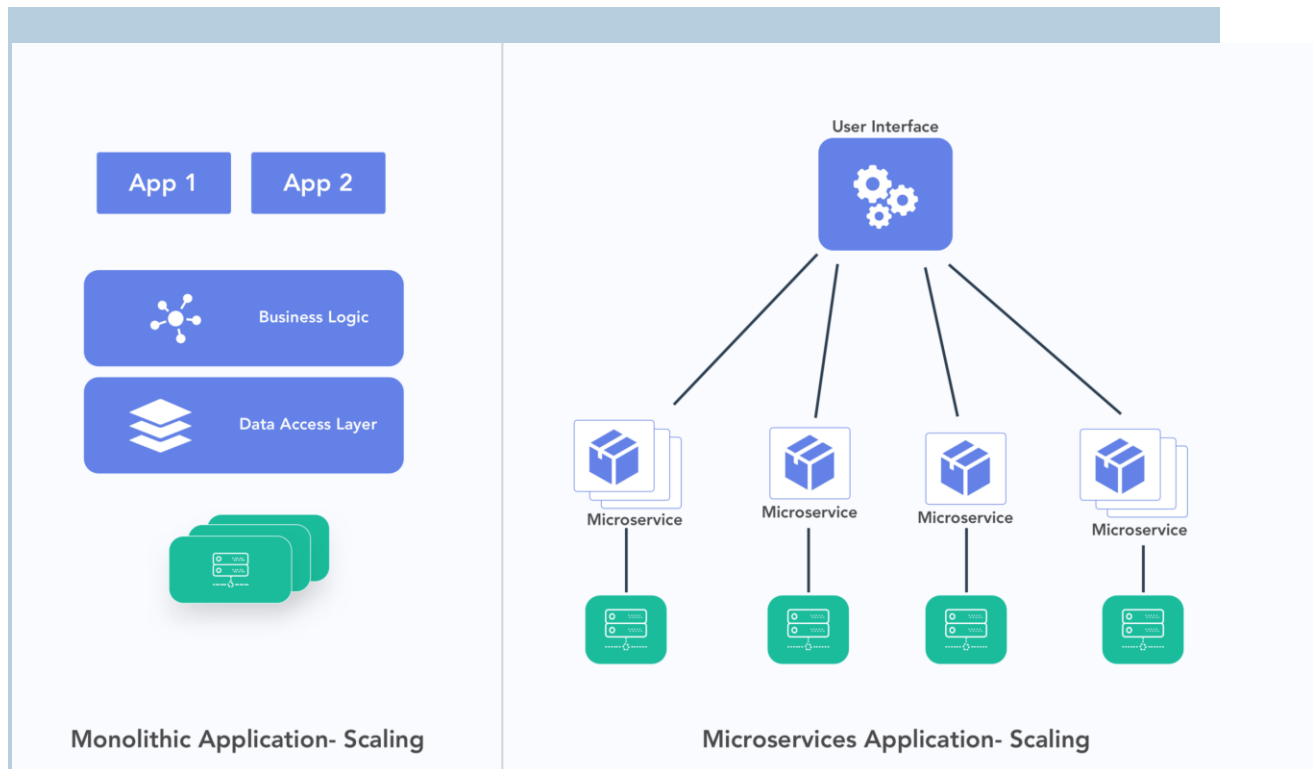 App 1
App 2
Business Logic
Data Access Layer
Monolithic Application- Scaling
User Interface
Microservice
Microservice
Microservice
Microservice
Microservices Application- Scaling